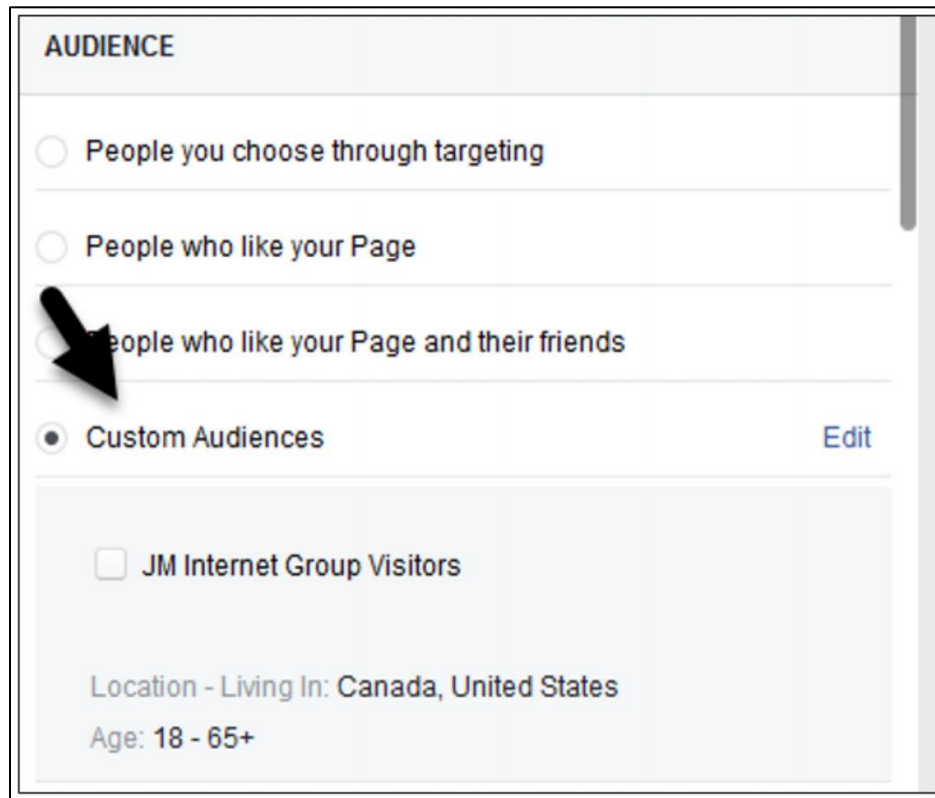 AUDIENCE
People you choose through targeting
People who like your Page
People who like your Page and their friends
Custom Audiences Edit
JM Internet Group Visitors
Location - Living In: Canada, United States
Age: 18 - 65+